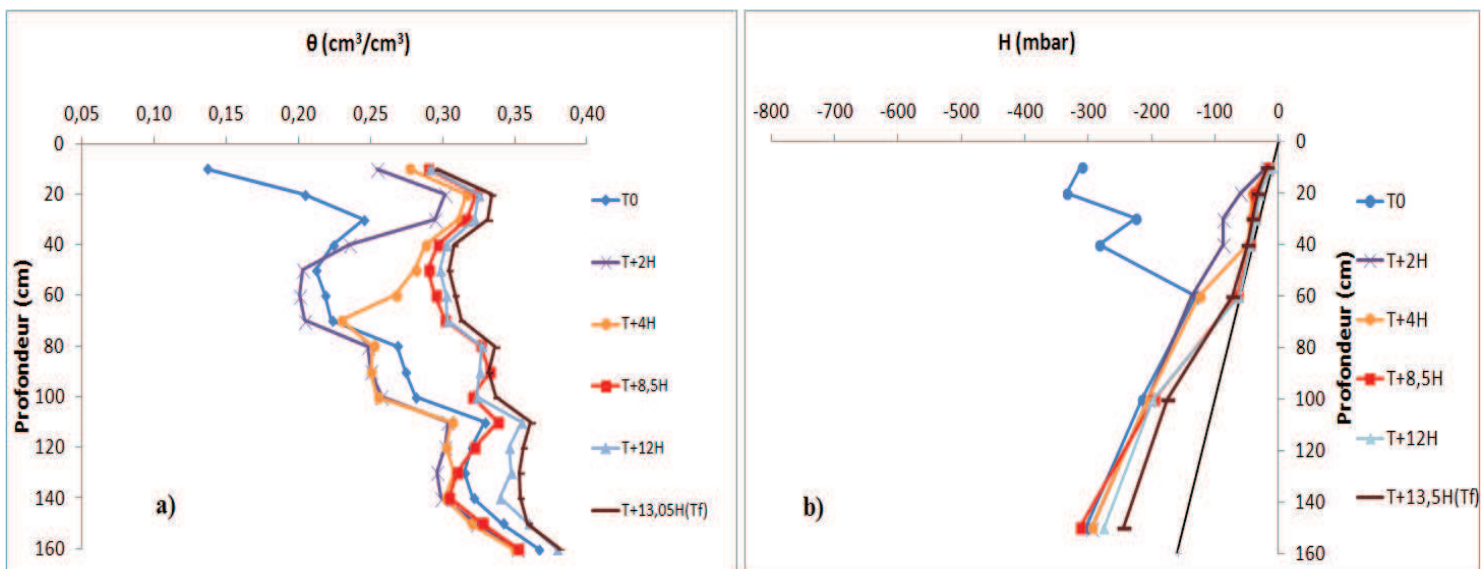 θ (cm³/cm³)
0,05 0,10 0,15 0,20 0,25 0,30 0,35 0,40
0
20
40
60
80
100
120
140
160
Profondeur (cm)
T0
T+2H
T+4H
T+8,5H
T+12H
T+13,05H(Tf)
a)
H (mbar)
-800 -700 -600 -500 -400 -300 -200 -100 0
0
20
40
60
80
100
120
140
160
Profondeur (cm)
T0
T+2H
T+4H
T+8,5H
T+12H
T+13,5H(Tf)
b)